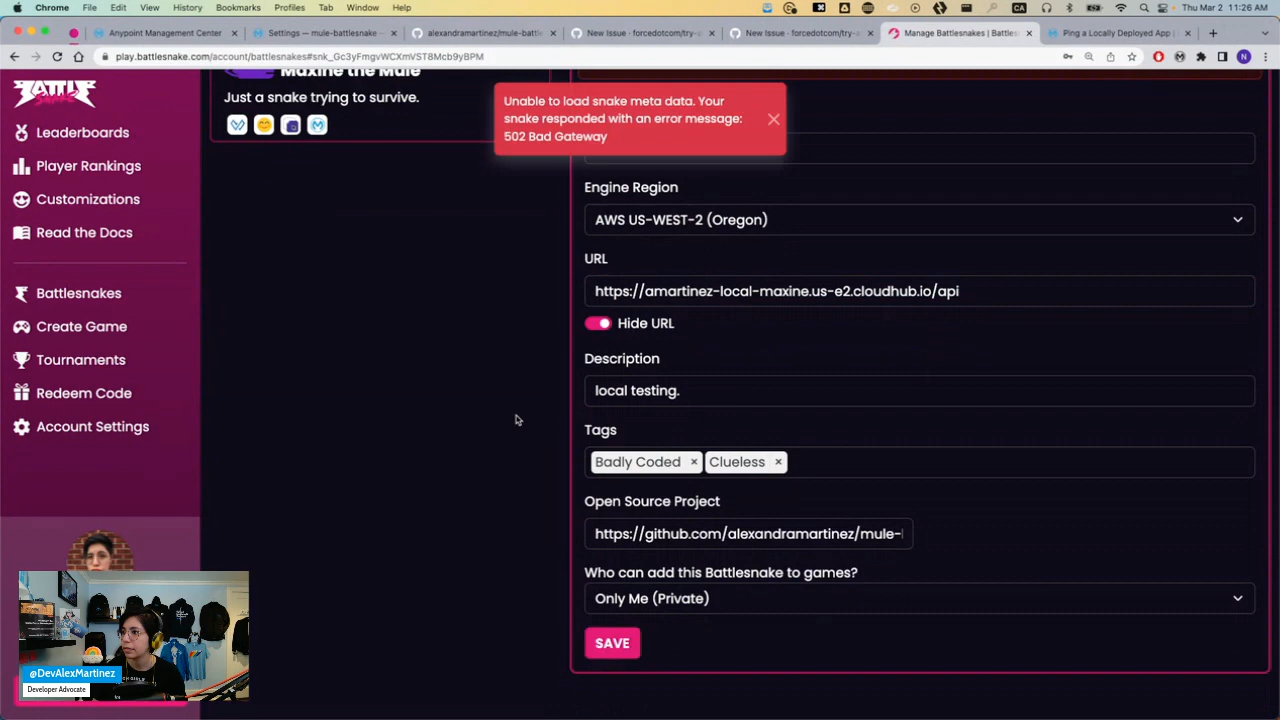 Chrome File Edit View History Bookmarks Profiles Tab Window Help
CA
Thu Mar 2 11:26 AM
Anypoint Management Center
Settings — mule-battlesnake
alexandramartinez/mule-battl
New Issue · forcedotcom/try-a
New Issue · forcedotcom/try-a
Manage Battlesnakes | Battles
Ping a Locally Deployed App |
play.battlesnake.com/account/battlesnakes#snk_Gc3yFmgvWCXmVST8Mcb9yBPM
N
BATTLE
SNAKE
Leaderboards
Player Rankings
Customizations
Read the Docs
Battlesnakes
Create Game
Tournaments
Redeem Code
Account Settings
Maxine the Mule
Just a snake trying to survive.
Unable to load snake meta data. Your
snake responded with an error message:
502 Bad Gateway
Engine Region
AWS US-WEST-2 (Oregon)
URL
https://amartinez-local-maxine.us-e2.cloudhub.io/api
Hide URL
Description
local testing.
Tags
Badly Coded × Clueless ×
Open Source Project
https://github.com/alexandramartinez/mule-
Who can add this Battlesnake to games?
Only Me (Private)
SAVE
@DevAlexMartinez
Developer Advocate